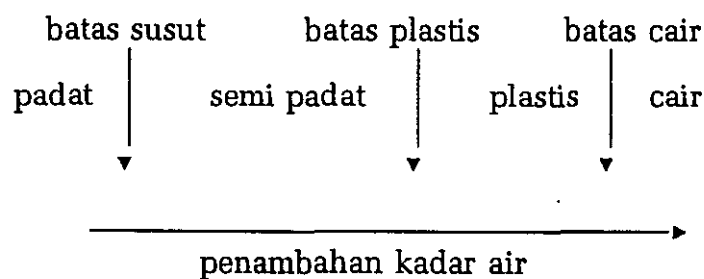 batas susut batas plastis batas cair
padat semi padat plastis cair
penambahan kadar air